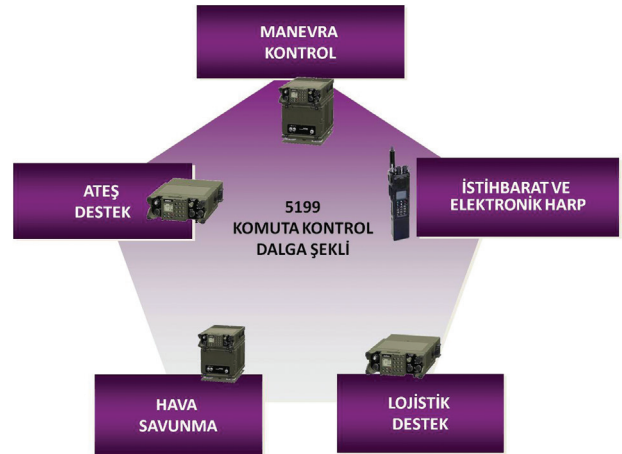 MANEVRA
KONTROL
ATEŞ
DESTEK
5199
KOMUTA KONTROL
DALGA ŞEKLİ
İSTİHBARAT VE
ELEKTRONİK HARP
HAVA
SAVUNMA
LOJİSTİK
DESTEK